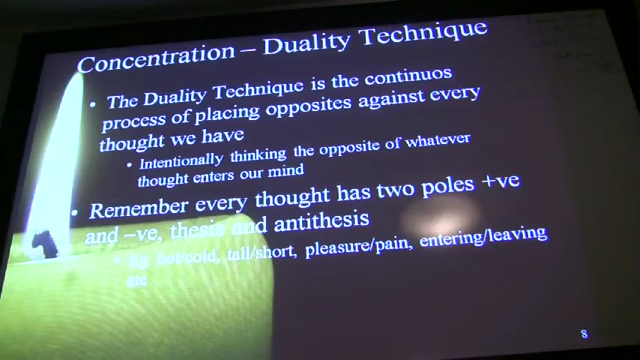 Concentration – Duality Technique
• The Duality Technique is the continuos
process of placing opposites against every
thought we have
• Intentionally thinking the opposite of whatever
thought enters our mind
• Remember every thought has two poles +ve
and –ve, thesis and antithesis
• Eg hot/cold, tall/short, pleasure/pain, entering/leaving
etc
8